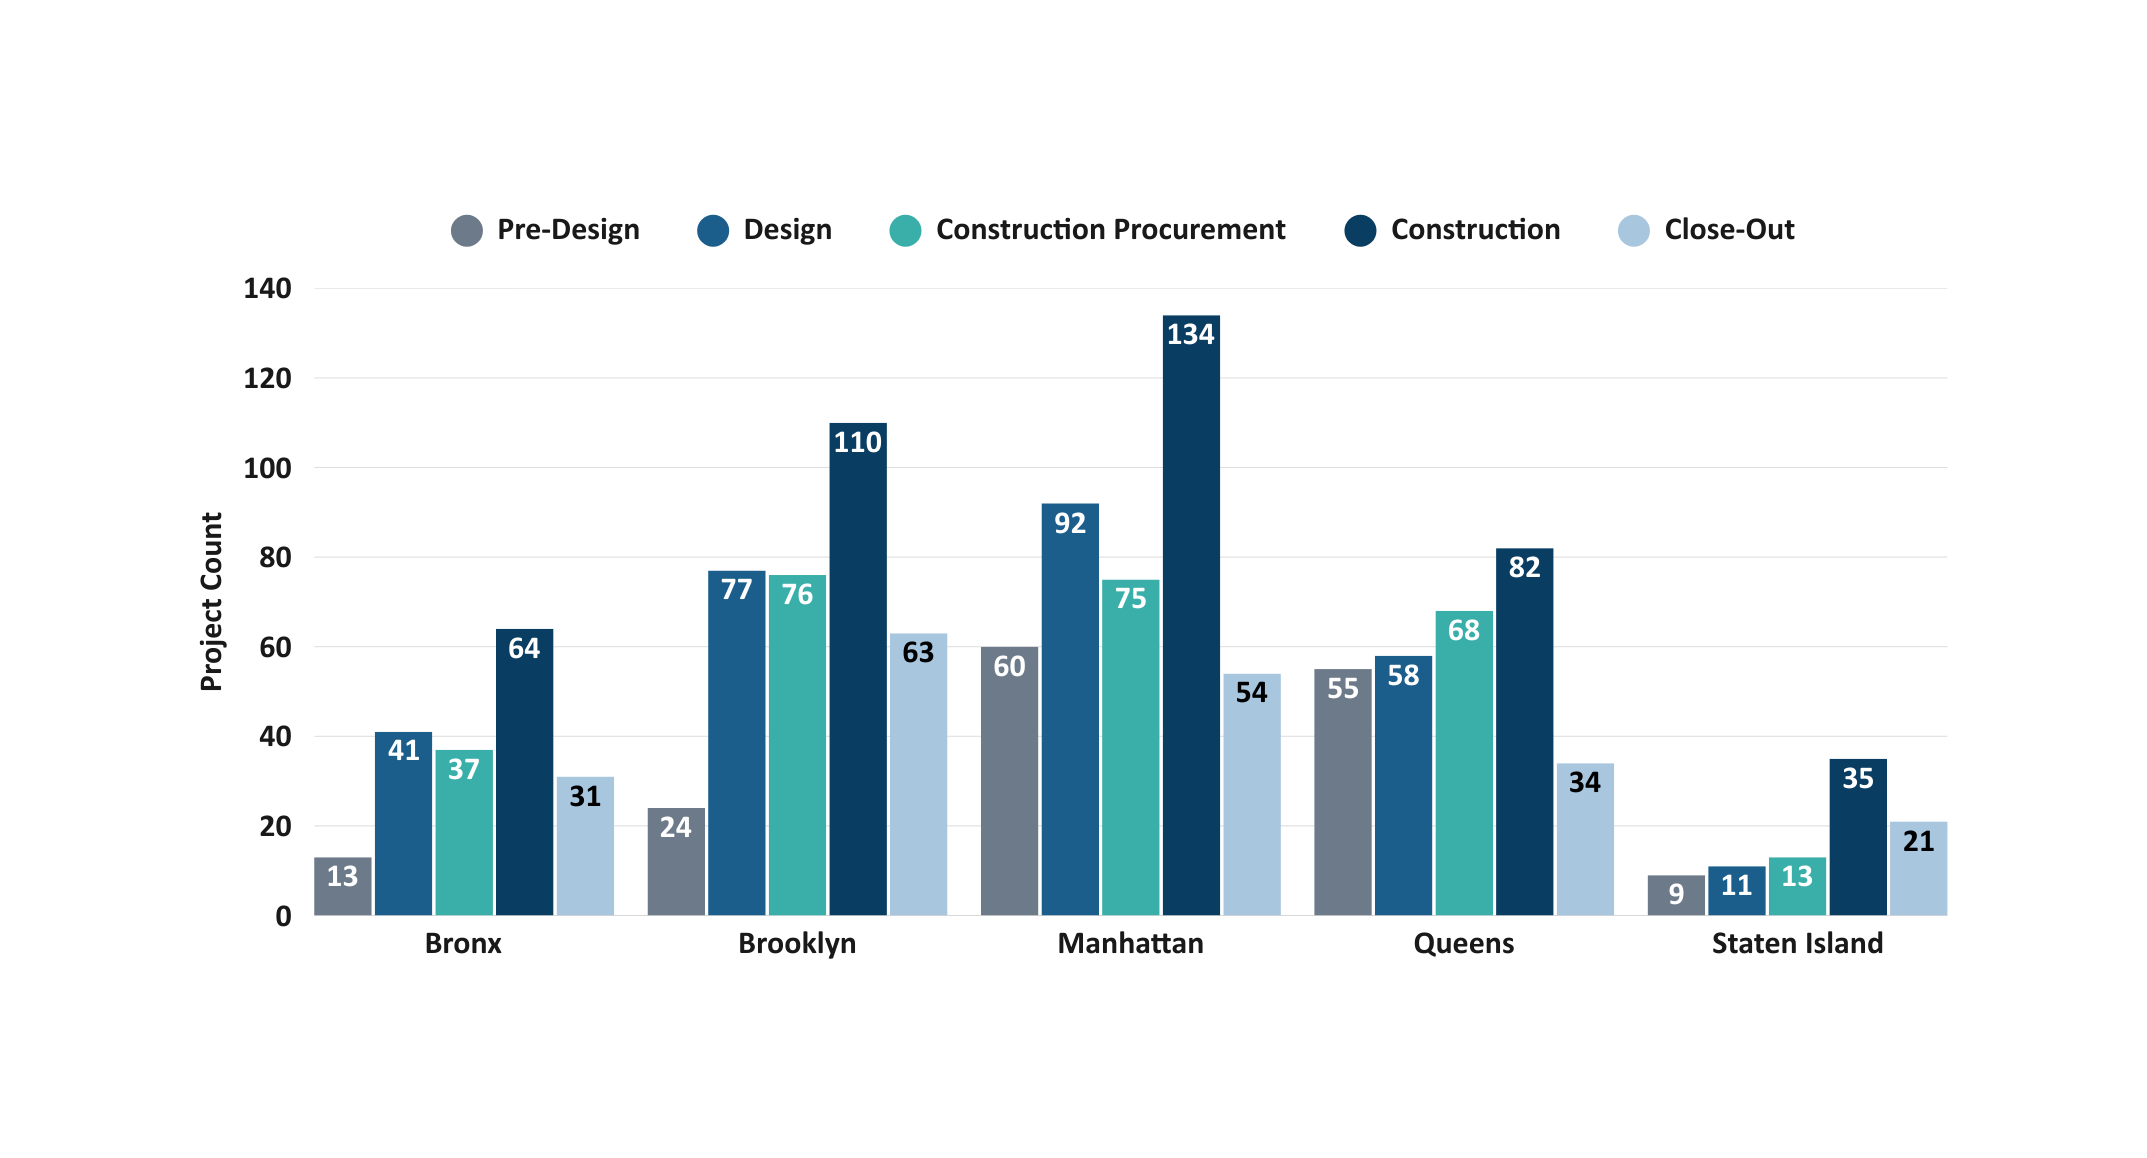 Pre-Design Design Construction Procurement Construction Close-Out
140
120
100
80
60
40
20
0
Project Count
13 41 37 64 31
24 77 76 110 63
60 92 75 134 54
55 58 68 82 34
9 11 13 35 21
Bronx Brooklyn Manhattan Queens Staten Island